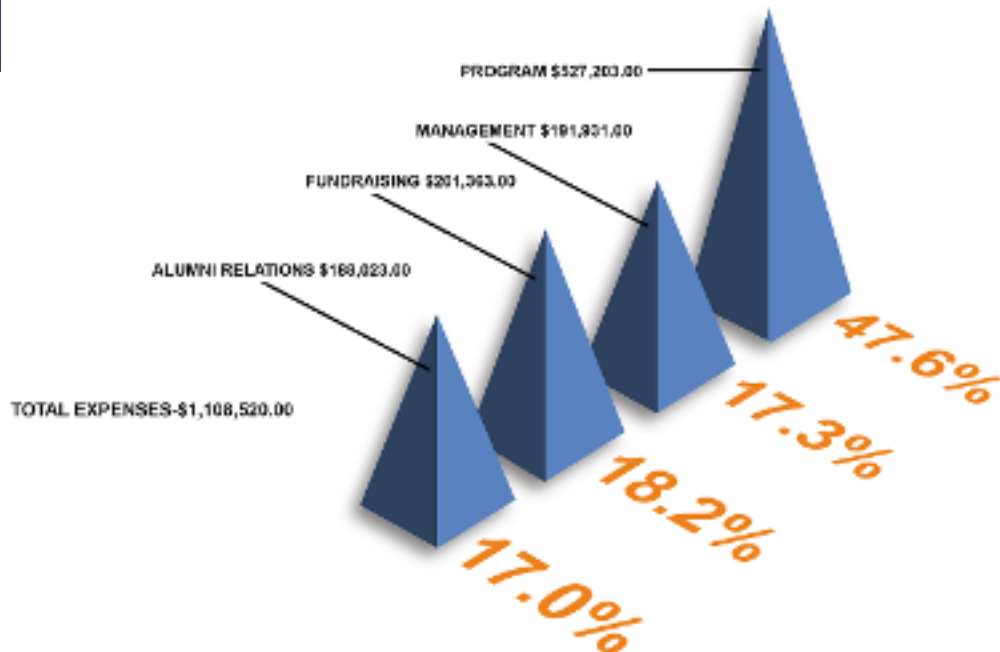 PROGRAM $527,203.00
MANAGEMENT $191,931.00
FUNDRAISING $201,363.00
ALUMNI RELATIONS $188,023.00
TOTAL EXPENSES-$1,108,520.00
47.6%
17.3%
18.2%
17.0%